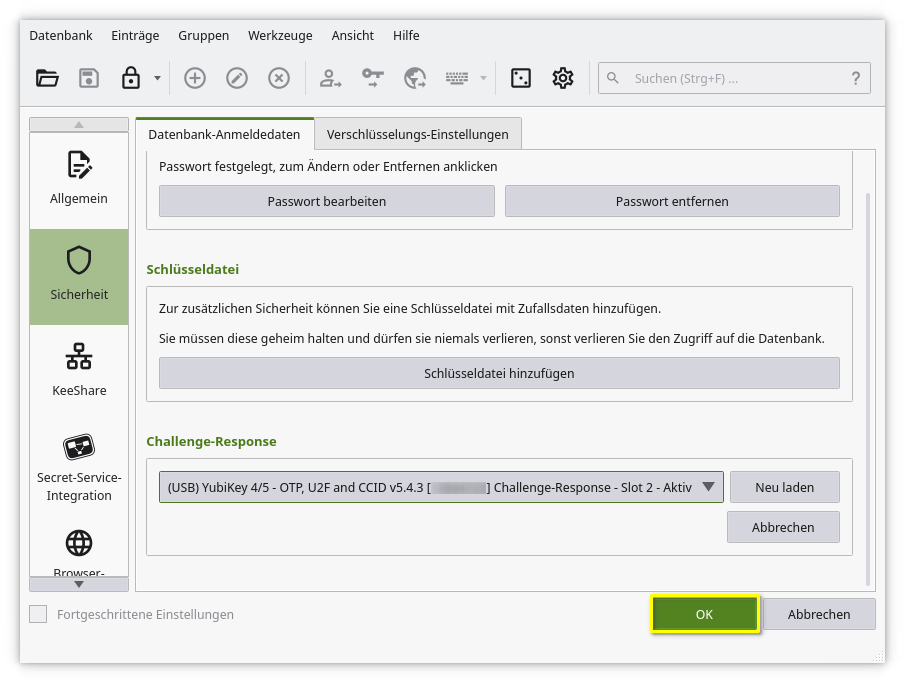 Datenbank Einträge Gruppen Werkzeuge Ansicht Hilfe
Suchen (Strg+F) ... ?
Allgemein
Sicherheit
KeeShare
Secret-Service-
Integration
Browser-
Datenbank-Anmeldedaten Verschlüsselungs-Einstellungen
Passwort festgelegt, zum Ändern oder Entfernen anklicken
Passwort bearbeiten Passwort entfernen
Schlüsseldatei
Zur zusätzlichen Sicherheit können Sie eine Schlüsseldatei mit Zufallsdaten hinzufügen.
Sie müssen diese geheim halten und dürfen sie niemals verlieren, sonst verlieren Sie den Zugriff auf die Datenbank.
Schlüsseldatei hinzufügen
Challenge-Response
(USB) YubiKey 4/5 - OTP, U2F and CCID v5.4.3 [ ] Challenge-Response - Slot 2 - Aktiv Neu laden
Abbrechen
Fortgeschrittene Einstellungen OK Abbrechen